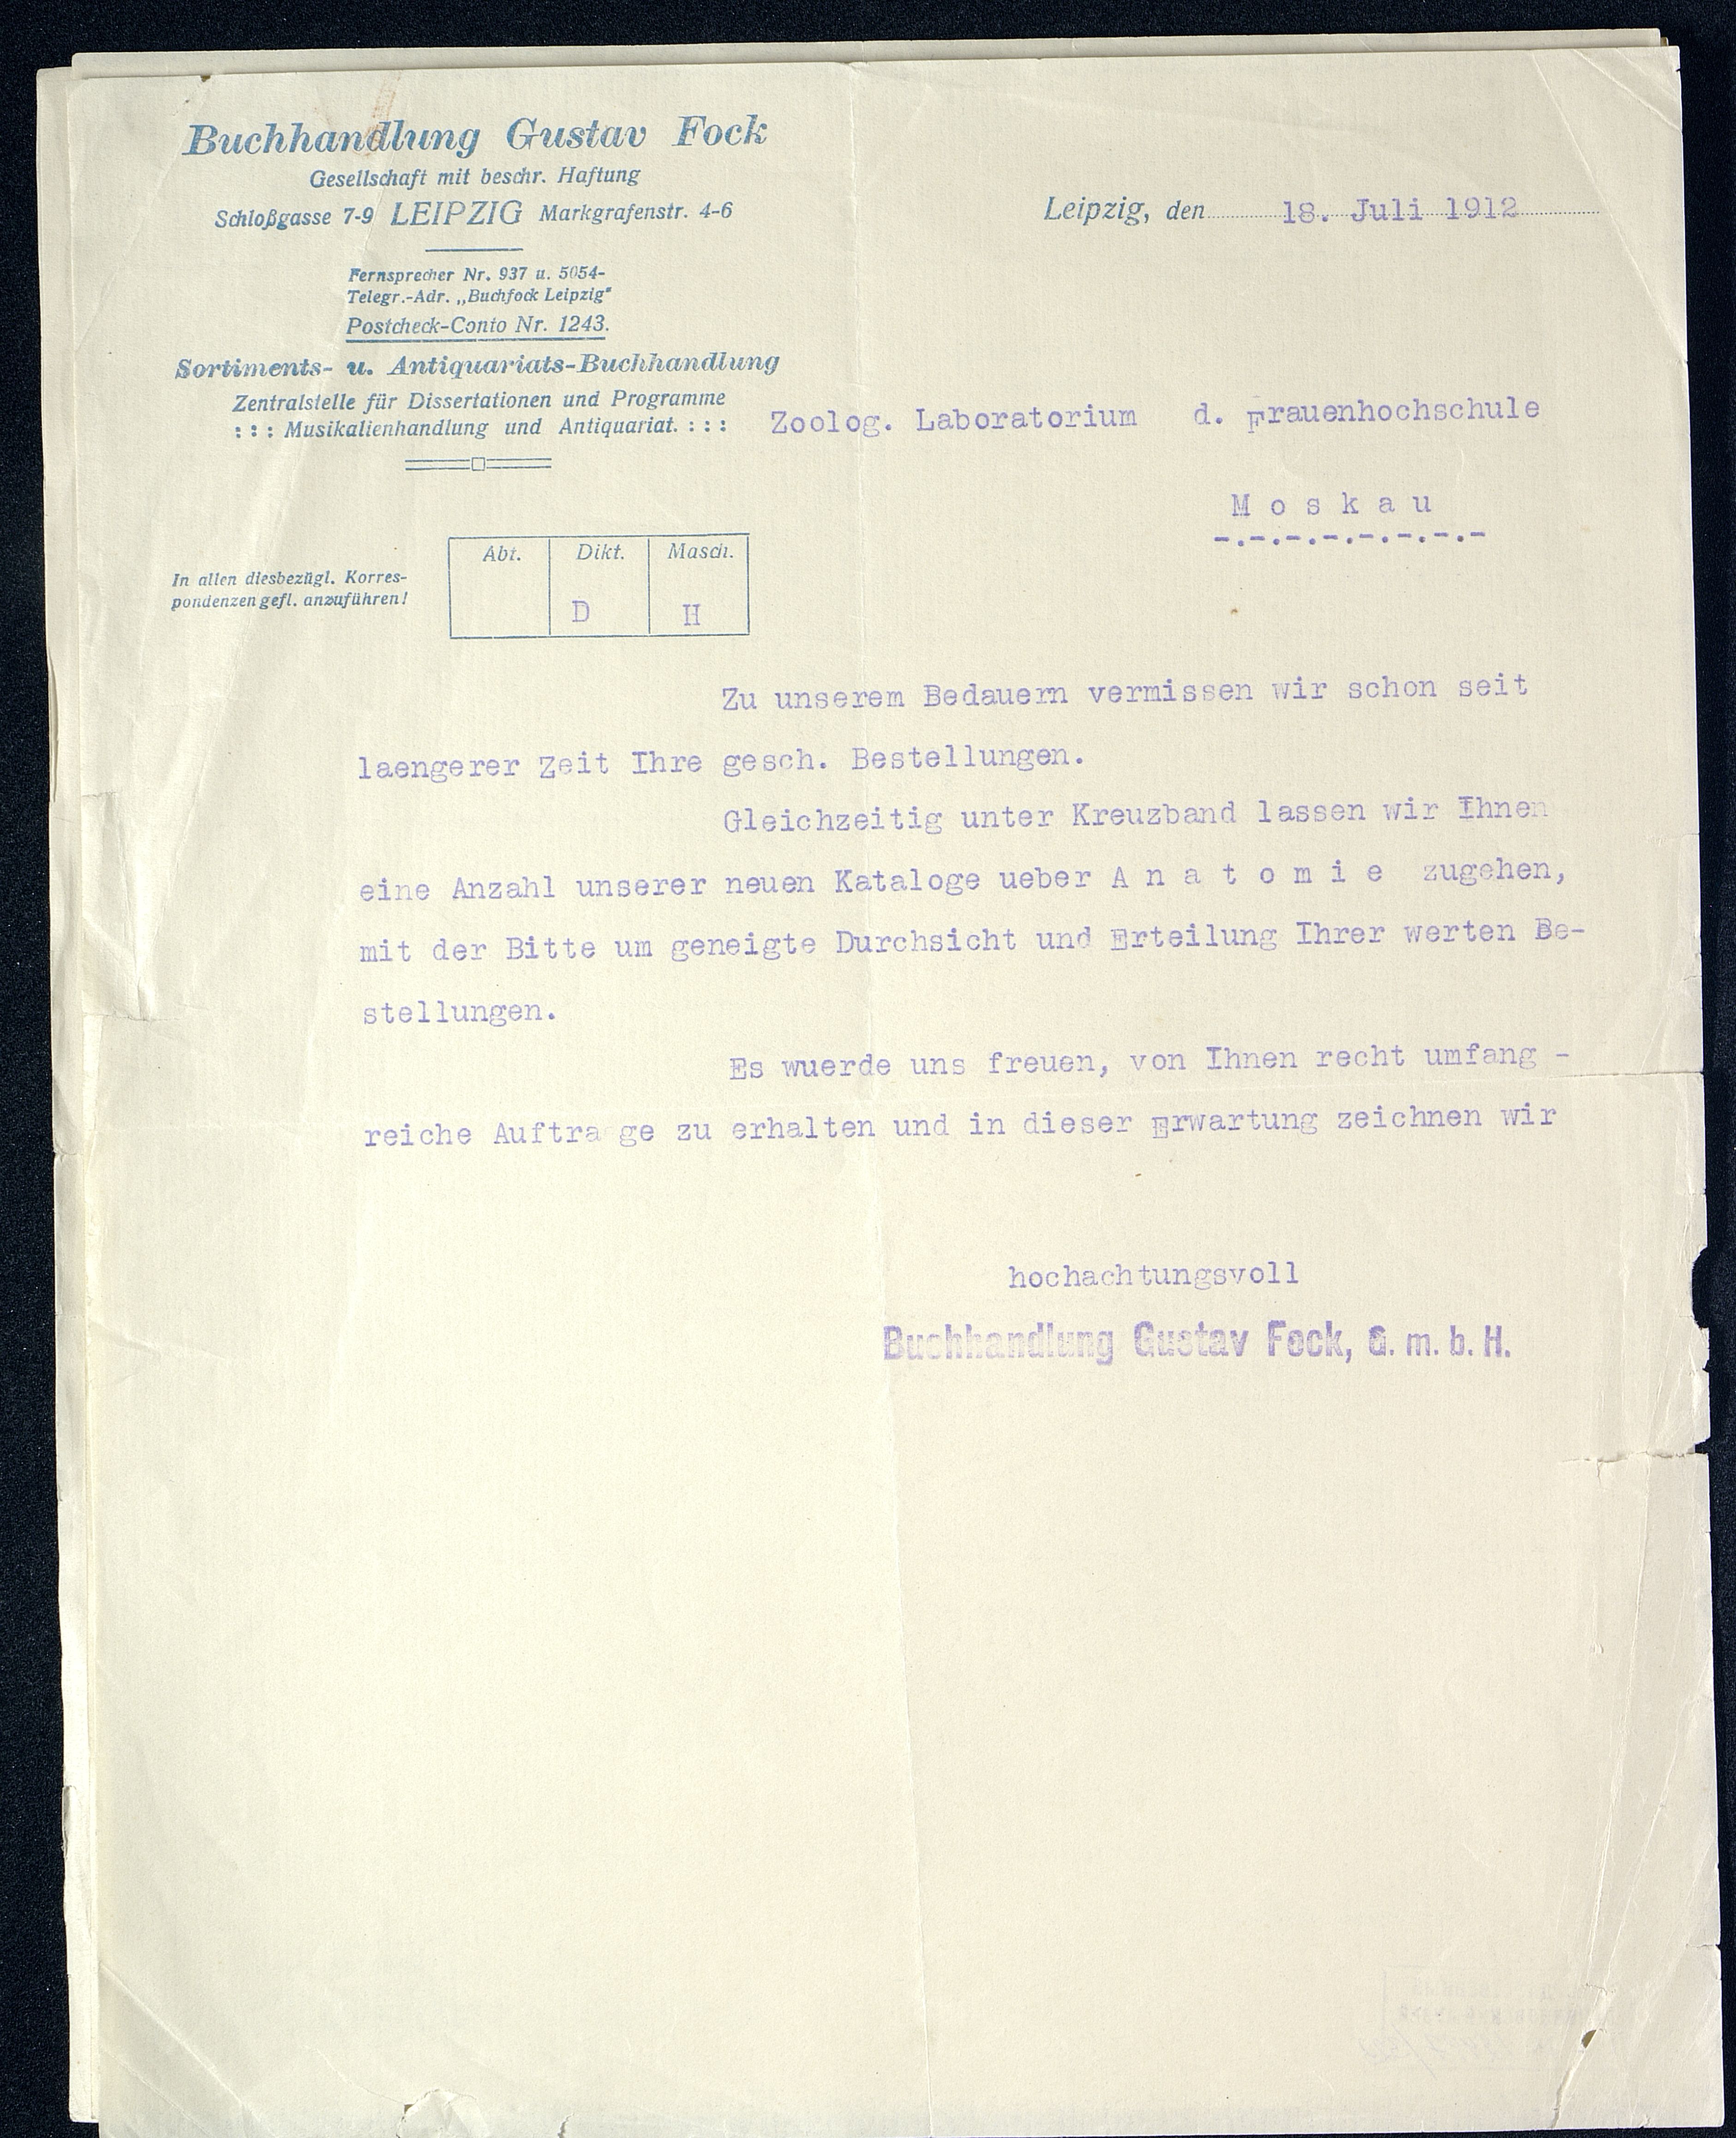 Buchhandlung Gustav Fock
Gesellschaft mit beschr. Haftung
Schloßgasse 7-9 LEIPZIG Markgrafenstr. 4-6
Fernsprecher Nr. 937 u. 5054-
Telegr.-Adr. „Buchfock Leipzig"
Postcheck-Conto Nr. 1243.
Sortiments- u. Antiquariats-Buchhandlung
Zentralstelle für Dissertationen und Programme
: : : Musikalienhandlung und Antiquariat. : : :
Leipzig, den 18. Juli 1912
Zoolog. Laboratorium d. Frauenhochschule
M o s k a u
-.-.-.-.-.-.-.-.-.-
In allen diesbezügl. Korres-
pondenzen gefl. anzuführen!
Abt. Dikt. Masch.
D H
Zu unserem Bedauern vermissen wir schon seit
laengerer Zeit Ihre gesch. Bestellungen.
Gleichzeitig unter Kreuzband lassen wir Ihnen
eine Anzahl unserer neuen Kataloge ueber A n a t o m i e zugehen,
mit der Bitte um geneigte Durchsicht und Erteilung Ihrer werten Be-
stellungen.
Es wuerde uns freuen, von Ihnen recht umfang -
reiche Auftra ge zu erhalten und in dieser Erwartung zeichnen wir
hochachtungsvoll
Buchhandlung Gustav Fock, G. m. b. H.